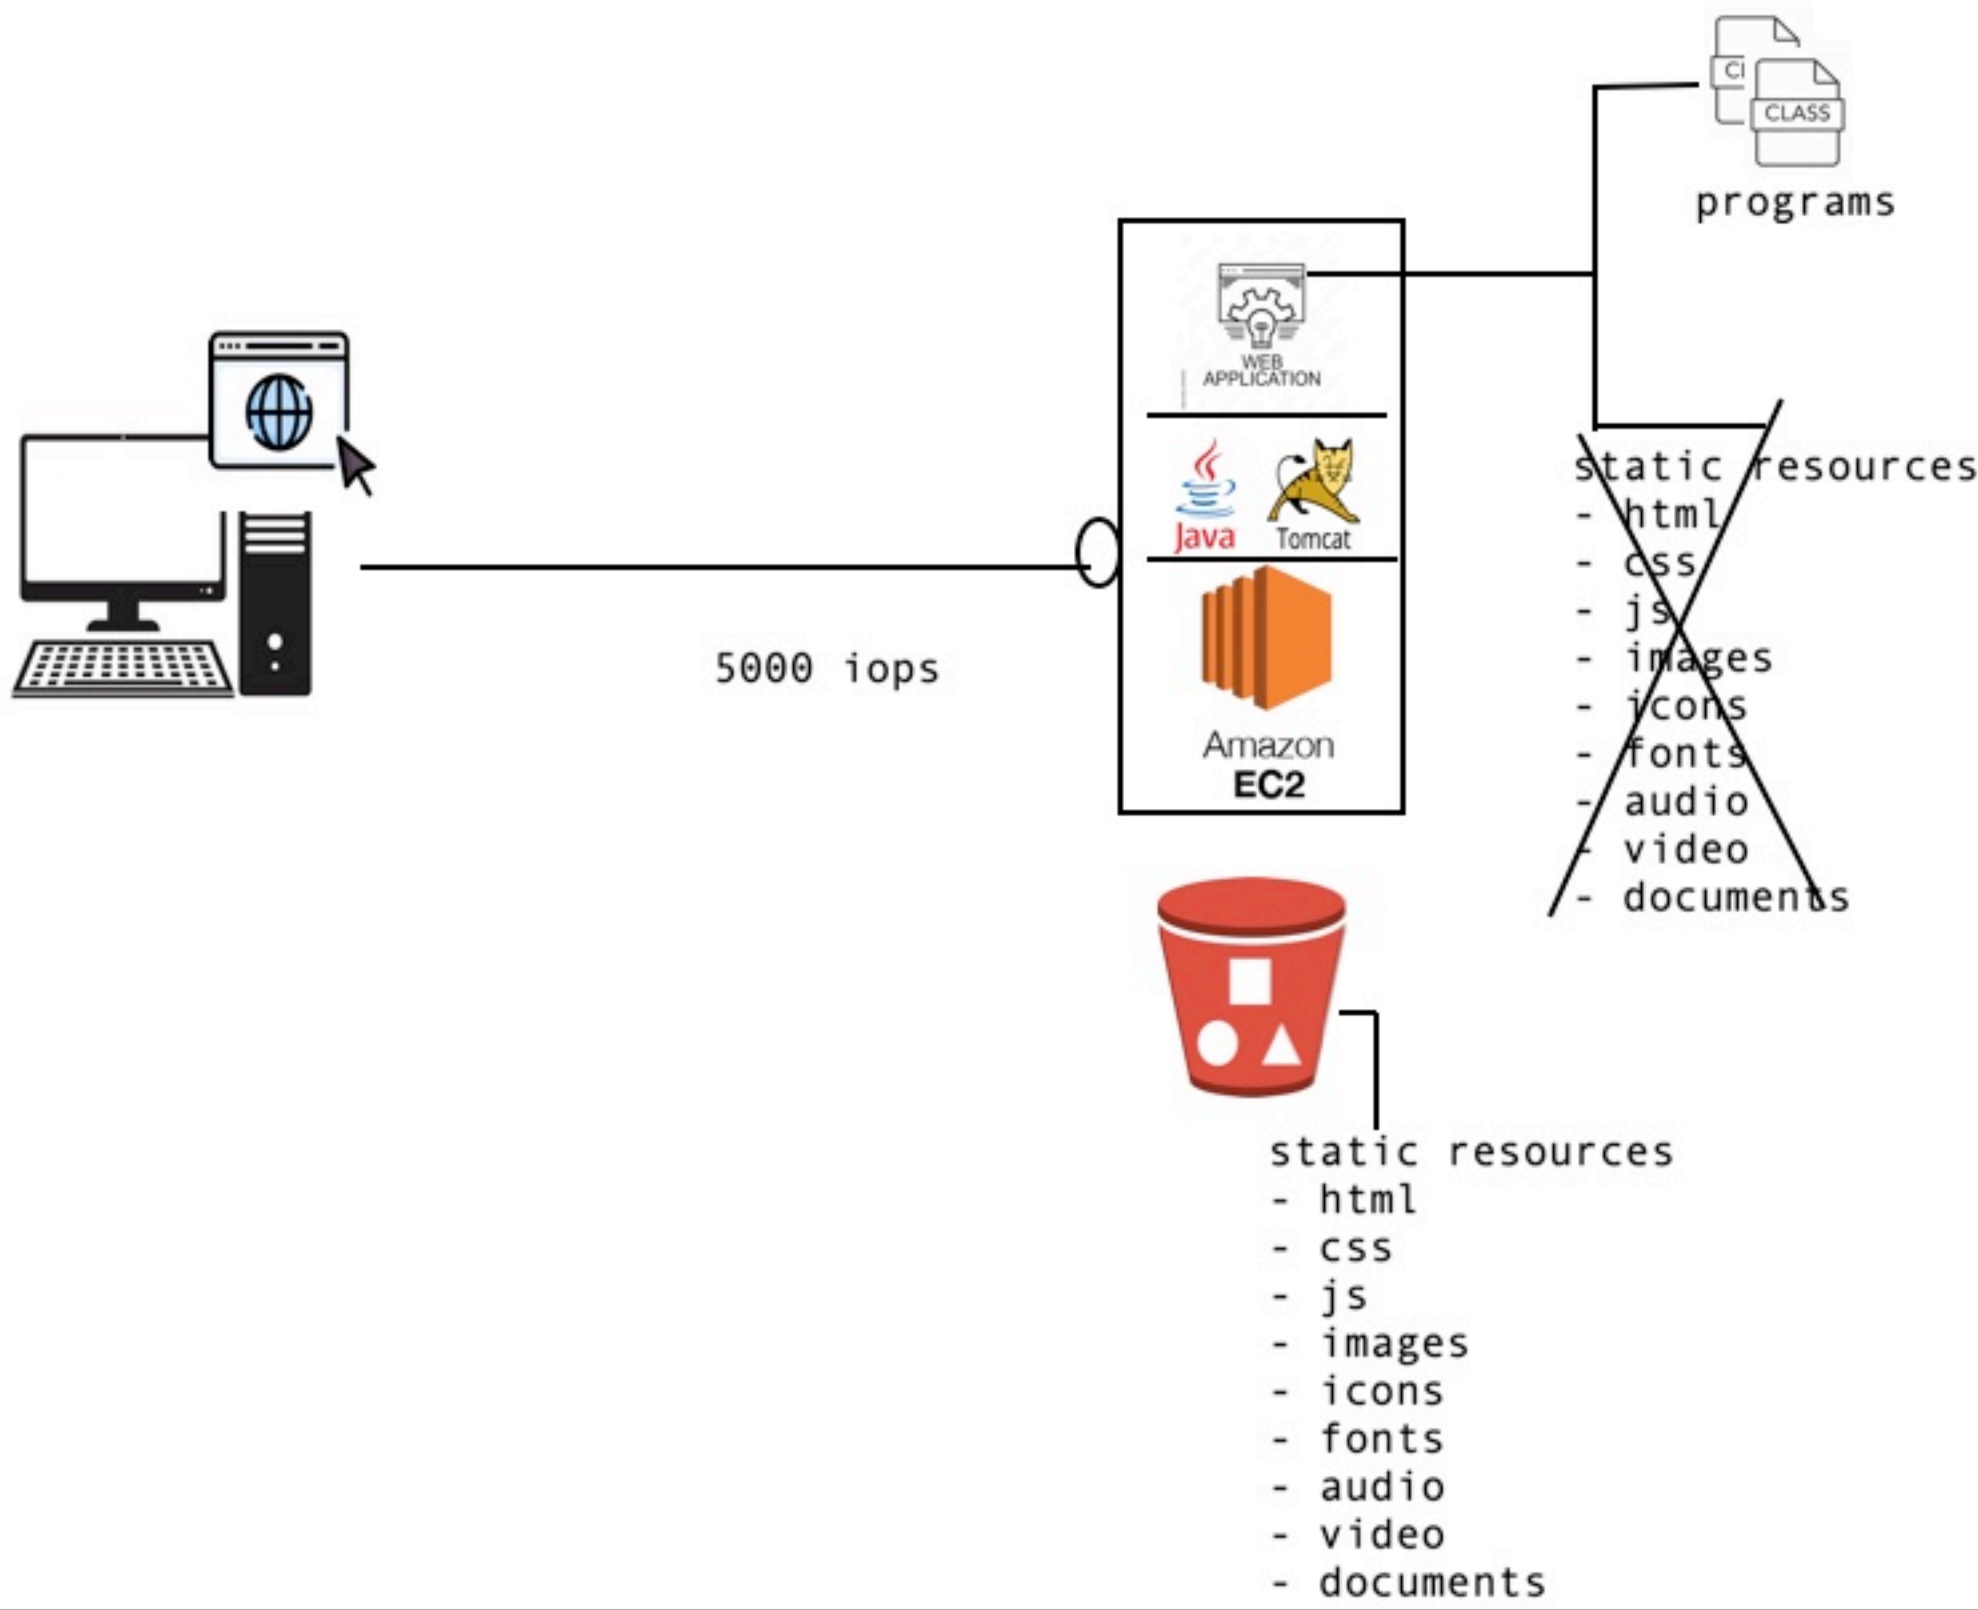 CL
CLASS
programs
WEB
APPLICATION
Java
Tomcat
5000 iops
Amazon
EC2
static resources
- html
- css
- js
- images
- icons
- fonts
- audio
- video
- documents
static resources
- html
- css
- js
- images
- icons
- fonts
- audio
- video
- documents